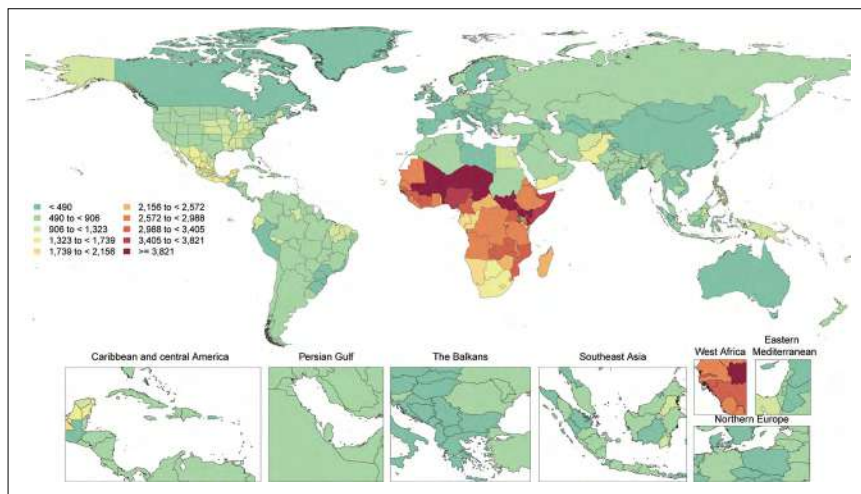 < 490
490 to < 906
906 to < 1,323
1,323 to < 1,739
1,739 to < 2,156
2,156 to < 2,572
2,572 to < 2,988
2,988 to < 3,405
3,405 to < 3,821
>= 3,821
Caribbean and central America
Persian Gulf
The Balkans
Southeast Asia
West Africa
Eastern
Mediterranean
Northern Europe